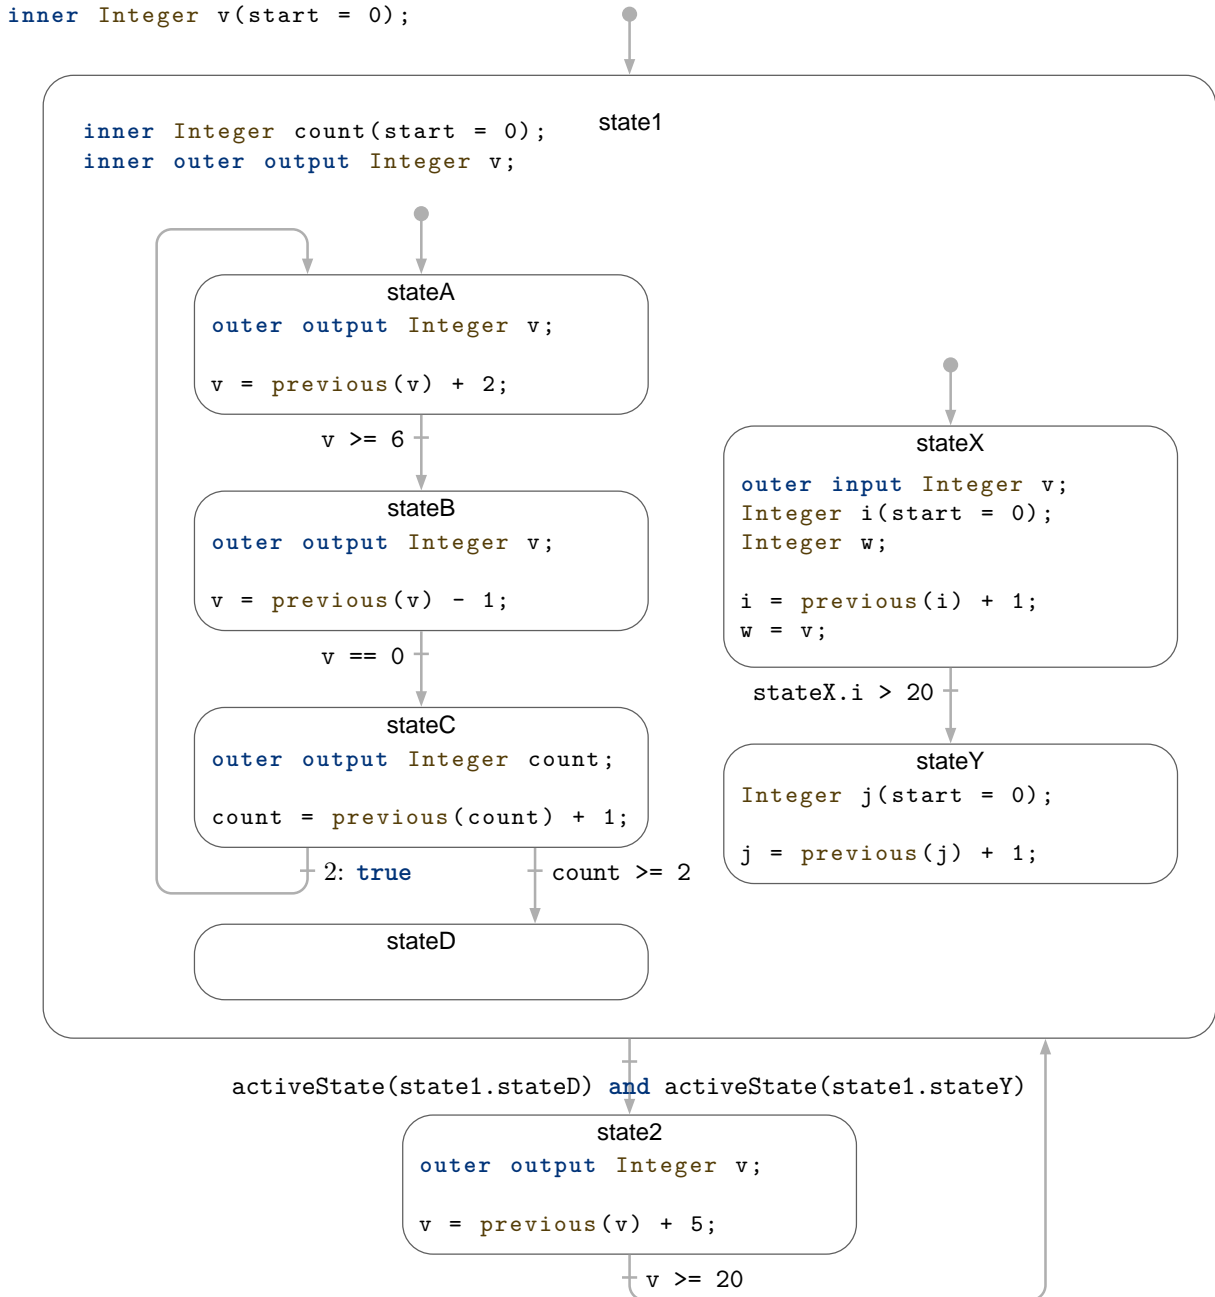 inner Integer v(start = 0);
state1
inner Integer count(start = 0);
inner outer output Integer v;
stateA
outer output Integer v;
v = previous(v) + 2;
v >= 6
stateB
outer output Integer v;
v = previous(v) - 1;
v == 0
stateC
outer output Integer count;
count = previous(count) + 1;
2: true
count >= 2
stateD
stateX
outer input Integer v;
Integer i(start = 0);
Integer w;
i = previous(i) + 1;
w = v;
stateX.i > 20
stateY
Integer j(start = 0);
j = previous(j) + 1;
activeState(state1.stateD) and activeState(state1.stateY)
state2
outer output Integer v;
v = previous(v) + 5;
v >= 20